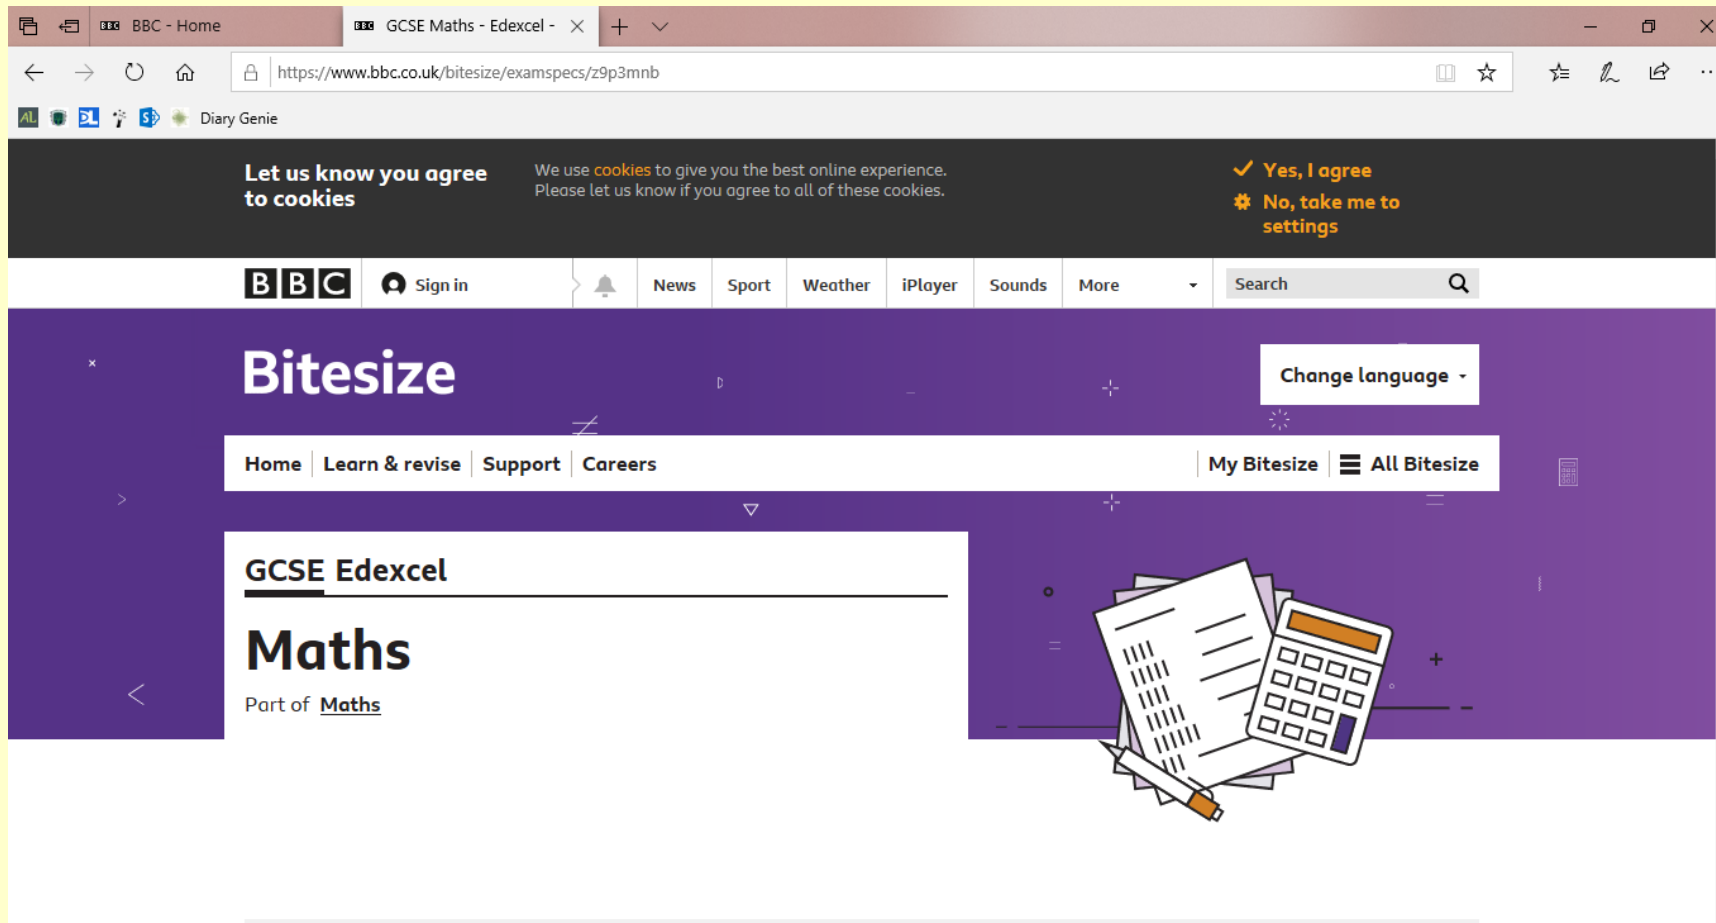 BBC - Home
GCSE Maths - Edexcel -
https://www.bbc.co.uk/bitesize/examspecs/z9p3mnb
AL DL S Diary Genie
Let us know you agree
to cookies
We use cookies to give you the best online experience.
Please let us know if you agree to all of these cookies.
Yes, I agree
No, take me to
settings
BBC Sign in News Sport Weather iPlayer Sounds More Search
Bitesize
Change language
Home Learn & revise Support Careers My Bitesize All Bitesize
GCSE Edexcel
Maths
Part of Maths